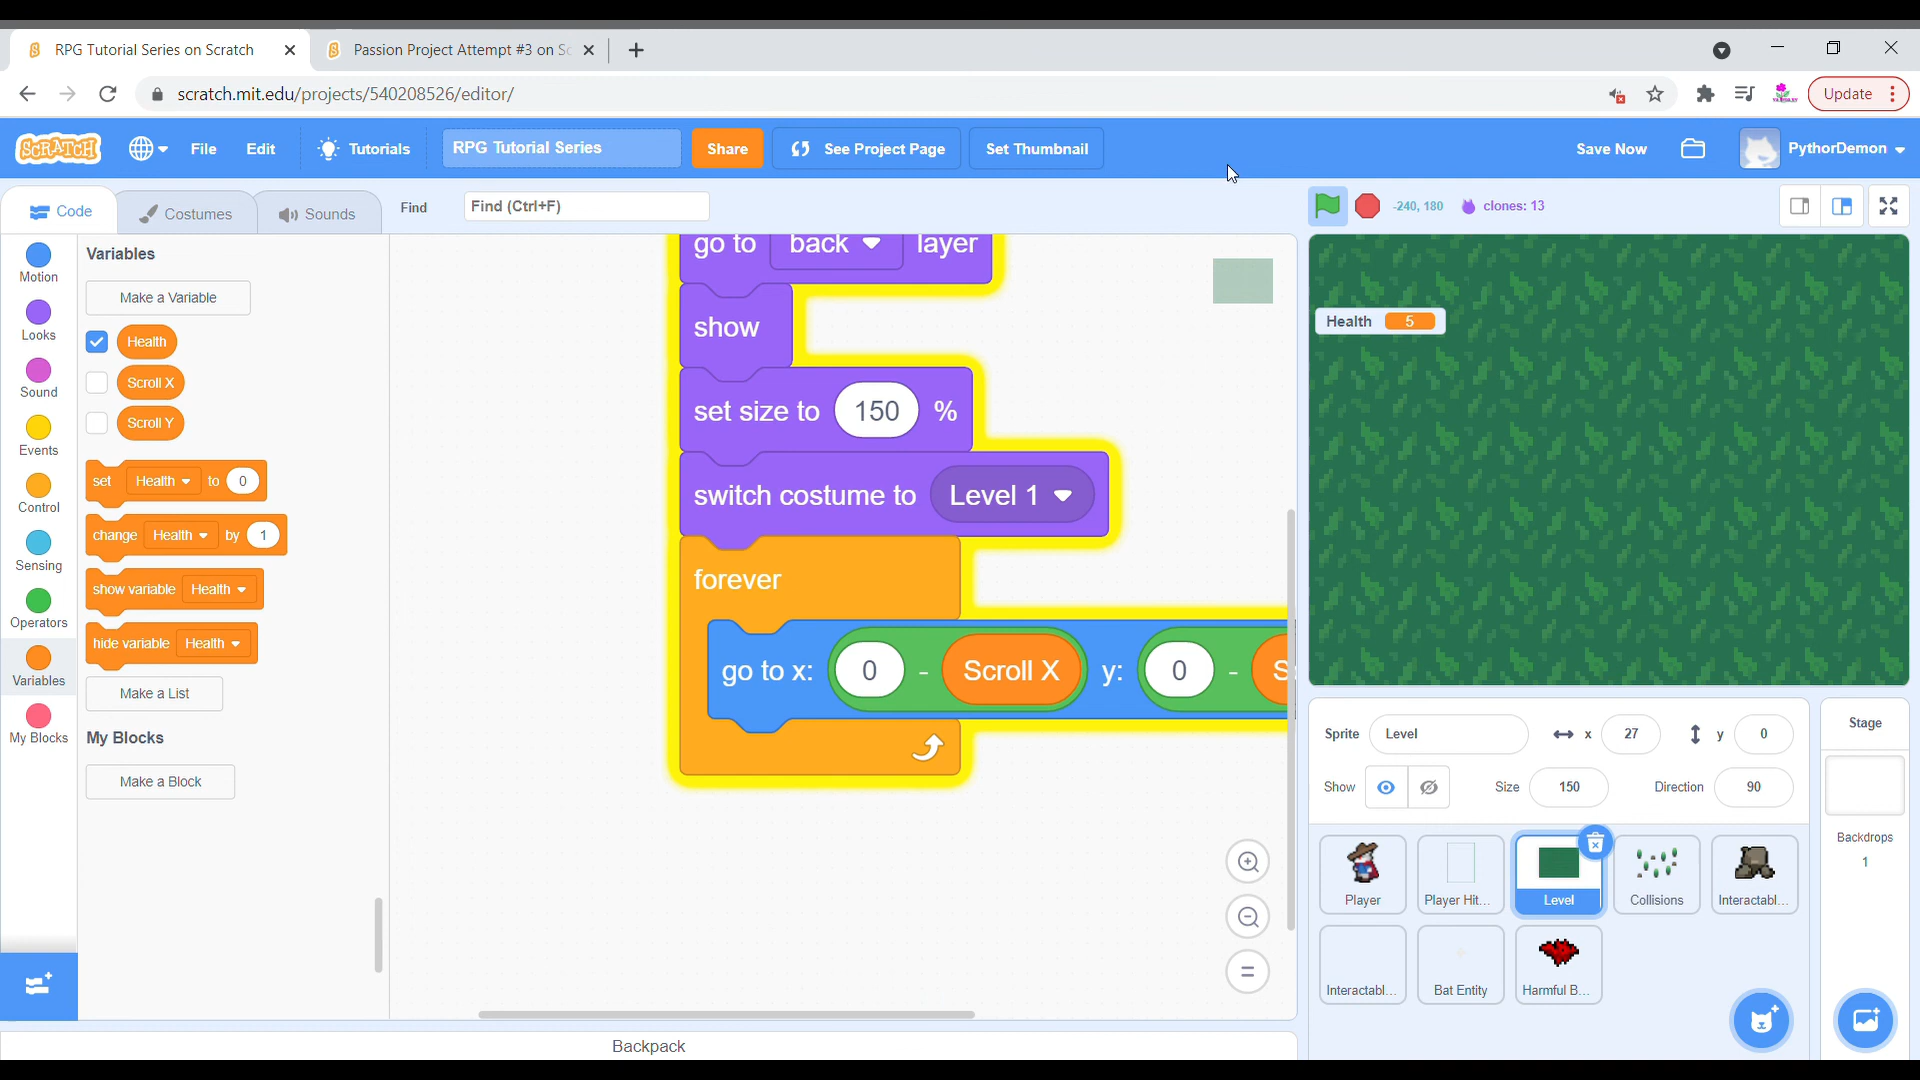 RPG Tutorial Series on Scratch
Passion Project Attempt #3 on Sc
scratch.mit.edu/projects/540208526/editor/
Update
SCRATCH
File
Edit
Tutorials
RPG Tutorial Series
Share
See Project Page
Set Thumbnail
Save Now
PythorDemon
Code
Costumes
Sounds
Find
Find (Ctrl+F)
-240, 180
clones: 13
Motion
Looks
Sound
Events
Control
Sensing
Operators
Variables
My Blocks
Variables
Make a Variable
Health
Scroll X
Scroll Y
set Health to 0
change Health by 1
show variable Health
hide variable Health
Make a List
My Blocks
Make a Block
go to back layer
show
set size to 150 %
switch costume to Level 1
forever
go to x: 0 - Scroll X y: 0 - S
Backpack
Health 5
Sprite Level x 27 y 0
Show Size 150 Direction 90
Player
Player Hit...
Level
Collisions
Interactabl...
Interactabl...
Bat Entity
Harmful B...
Stage
Backdrops
1